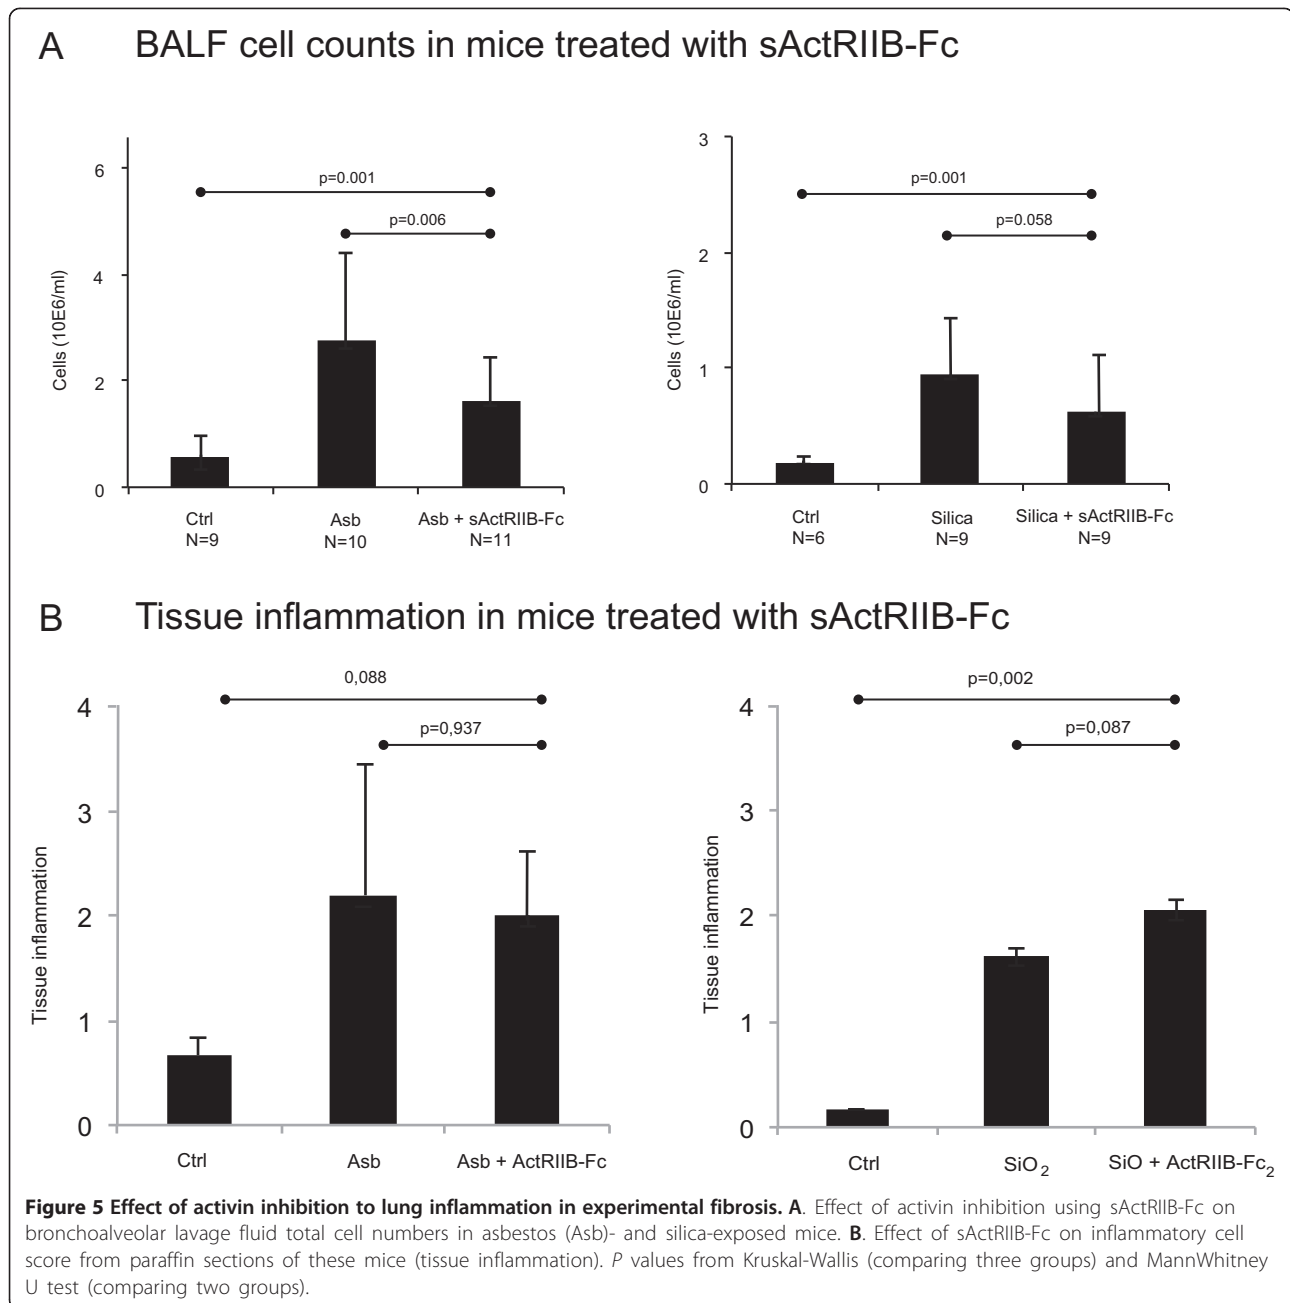 A BALF cell counts in mice treated with sActRIIB-Fc
Cells (10E6/ml)
6
4
2
0
p=0.001
p=0.006
Ctrl
N=9
Asb
N=10
Asb + sActRIIB-Fc
N=11
Cells (10E6/ml)
3
2
1
0
p=0.001
p=0.058
Ctrl
N=6
Silica
N=9
Silica + sActRIIB-Fc
N=9
B Tissue inflammation in mice treated with sActRIIB-Fc
Tissue inflammation
4
3
2
1
0
0,088
p=0,937
Ctrl
Asb
Asb + ActRIIB-Fc
Tissue inflammation
4
3
2
1
0
p=0,002
p=0,087
Ctrl
SiO₂
SiO + ActRIIB-Fc₂
Figure 5 Effect of activin inhibition to lung inflammation in experimental fibrosis. A. Effect of activin inhibition using sActRIIB-Fc on
bronchoalveolar lavage fluid total cell numbers in asbestos (Asb)- and silica-exposed mice. B. Effect of sActRIIB-Fc on inflammatory cell
score from paraffin sections of these mice (tissue inflammation). P values from Kruskal-Wallis (comparing three groups) and MannWhitney
U test (comparing two groups).